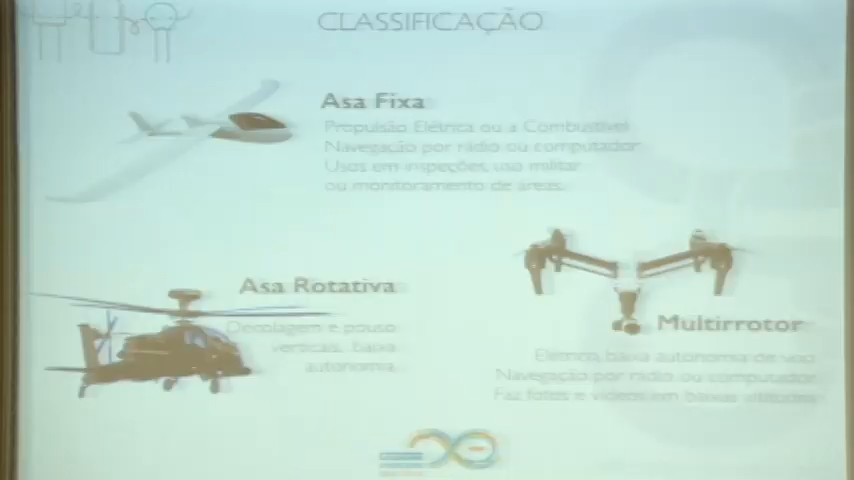 CLASSIFICAÇÃO
Asa Fixa
Propulsão Elétrica ou a Combustível
Navegação por rádio ou computador
Usos em inspeções, uso militar
ou monitoramento de áreas.
Asa Rotativa
Decolagem e pouso
verticais, baixa
autonomia.
Multirrotor
Elétrica, baixa autonomia de voo
Navegação por rádio ou computador
Faz fotos e vídeos em baixas altitudes